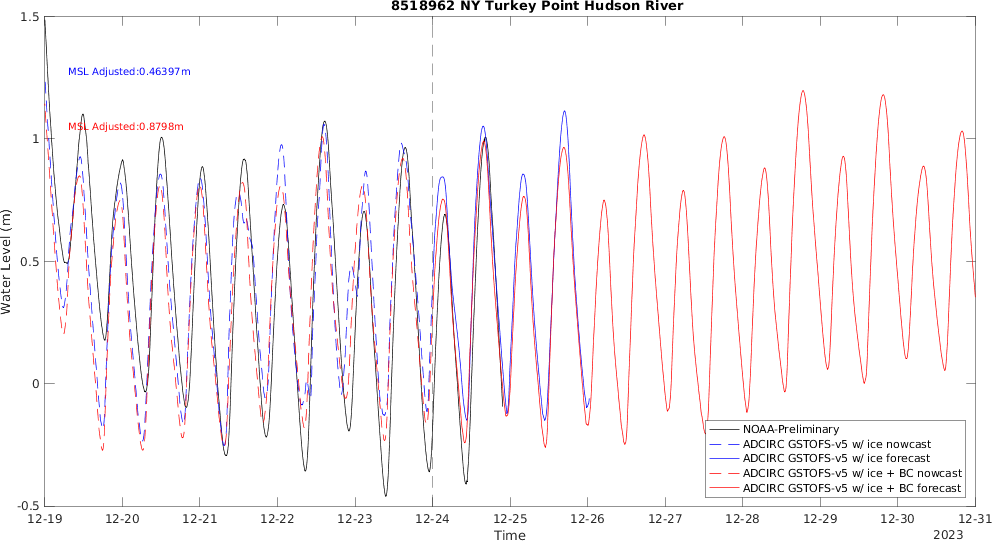 8518962 NY Turkey Point Hudson River
1.5
MSL Adjusted:0.46397m
MSL Adjusted:0.8798m
1
0.5
0
-0.5
Water Level (m)
NOAA-Preliminary
ADCIRC GSTOFS-v5 w/ ice nowcast
ADCIRC GSTOFS-v5 w/ ice forecast
ADCIRC GSTOFS-v5 w/ ice + BC nowcast
ADCIRC GSTOFS-v5 w/ ice + BC forecast
12-19 12-20 12-21 12-22 12-23 12-24 12-25 12-26 12-27 12-28 12-29 12-30 12-31
Time
2023